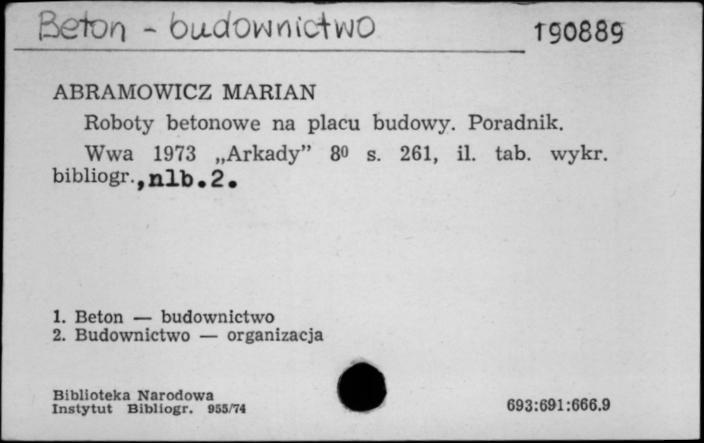 Beton - budownictwo
190889
ABRAMOWICZ MARIAN
Roboty betonowe na placu budowy. Poradnik.
Wwa 1973 „Arkady” 8⁰ s. 261, il. tab. wykr.
bibliogr., nlb.2.
1. Beton — budownictwo
2. Budownictwo — organizacja
Biblioteka Narodowa
Instytut Bibliogr. 955/74
693:691:666.9